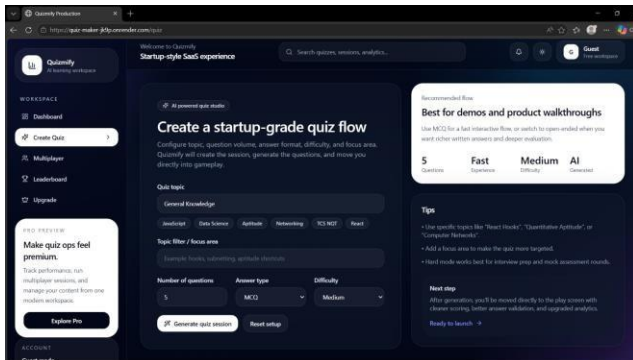 Quizmify Production
https://quiz-maker-jk9p.onrender.com/quiz
Quizmify
AI learning workspace
Welcome to Quizmify
Startup-style SaaS experience
Search quizzes, sessions, analytics...
G
Guest
Free workspace
WORKSPACE
Dashboard
Create Quiz
Multiplayer
Leaderboard
Upgrade
PRO PREVIEW
Make quiz ops feel
premium.
Track performance, run
multiplayer sessions, and
manage your content from one
modern workspace.
Explore Pro
ACCOUNT
AI powered quiz studio
Create a startup-grade quiz flow
Configure topic, question volume, answer format, difficulty, and focus area.
Quizmify will create the session, generate the questions, and move you
directly into gameplay.
Quiz topic
General Knowledge
JavaScript Data Science Aptitude Networking TCS NQT React
Topic filter / focus area
Example: hooks, submitting, aptitude shortcuts
Number of questions Answer type Difficulty
5 MCQ Medium
Generate quiz session Reset setup
Recommended flow
Best for demos and product walkthroughs
Use MCQ for a fast interactive flow, or switch to open-ended when you
want richer written answers and deeper evaluation.
5 Fast Medium AI
Questions Experience Difficulty Generated
Tips
• Use specific topics like "React Hooks", "Quantitative Aptitude", or
"Computer Networks".
• Add a focus area to make the quiz more targeted.
• Hard mode works best for interview prep and mock assessment rounds.
Next step
After generation, you'll be moved directly to the play screen with
cleaner scoring, better answer validation, and upgraded analytics.
Ready to launch →